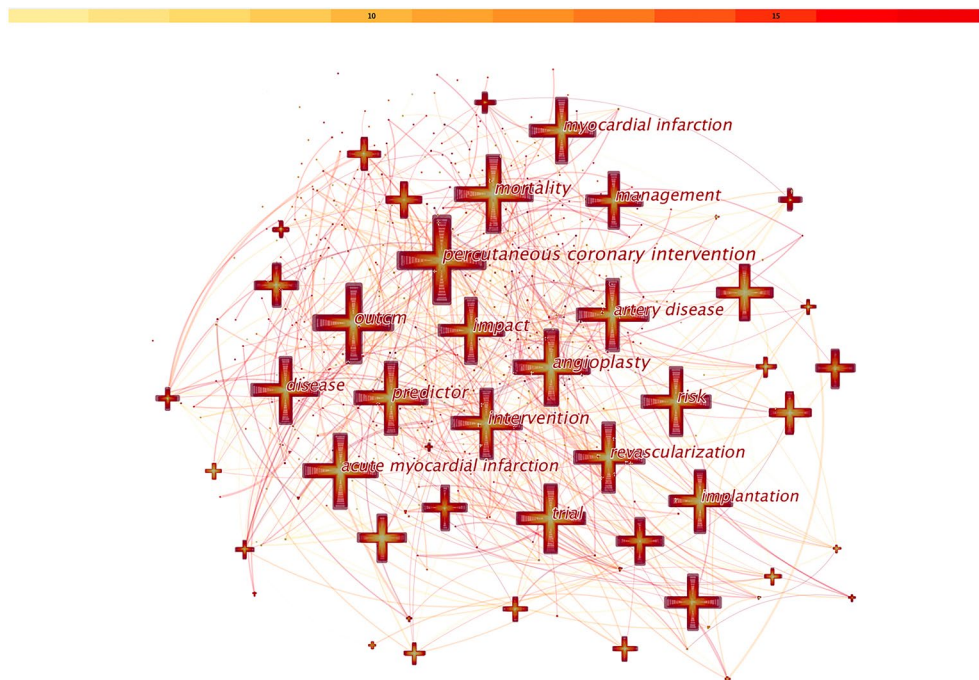 10
15
myocardial infarction
mortality
management
percutaneous coronary intervention
artery disease
outcm
impact
angioplasty
disease
predictor
risk
intervention
revascularization
acute myocardial infarction
implantation
trial